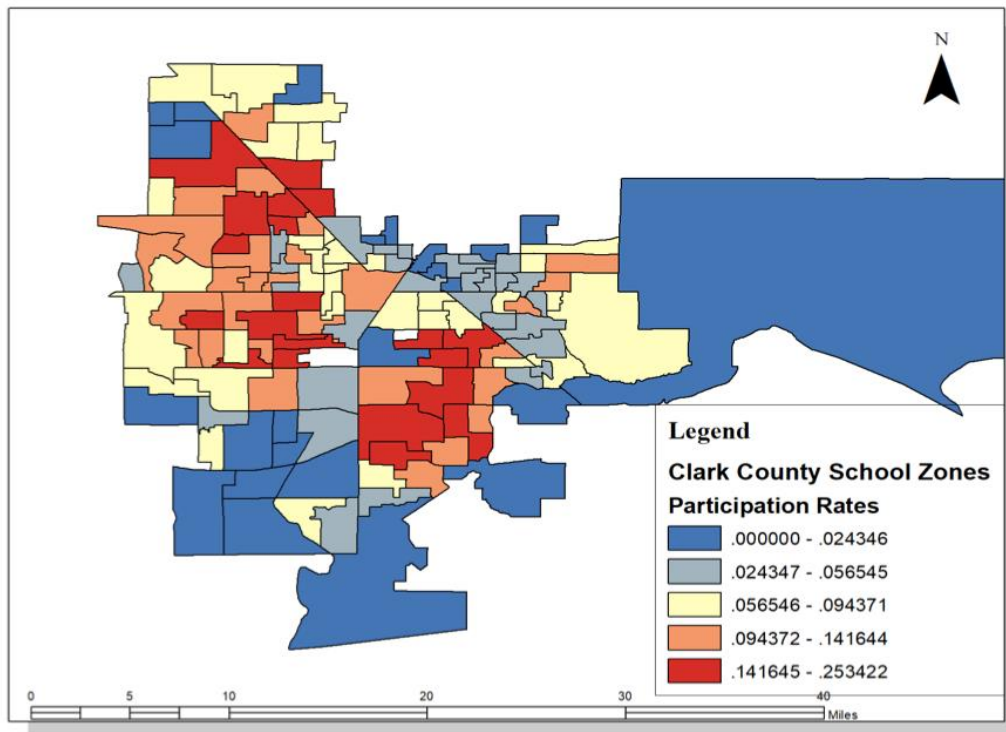 N
Legend
Clark County School Zones
Participation Rates
.000000 - .024346
.024347 - .056545
.056546 - .094371
.094372 - .141644
.141645 - .253422
0 5 10 20 30 40
Miles